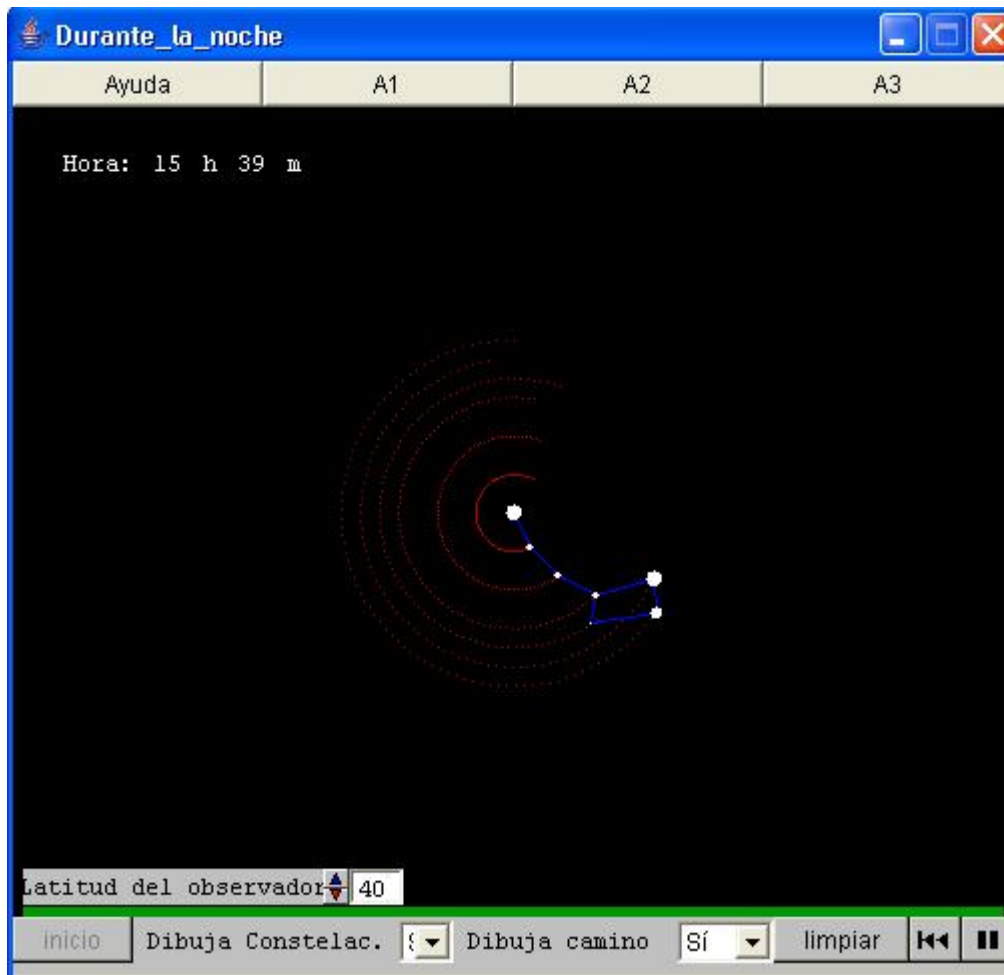 Durante_la_noche
Ayuda A1 A2 A3
Hora: 15 h 39 m
Latitud del observador 40
inicio Dibuja Constelac. Dibuja camino Sí limpiar